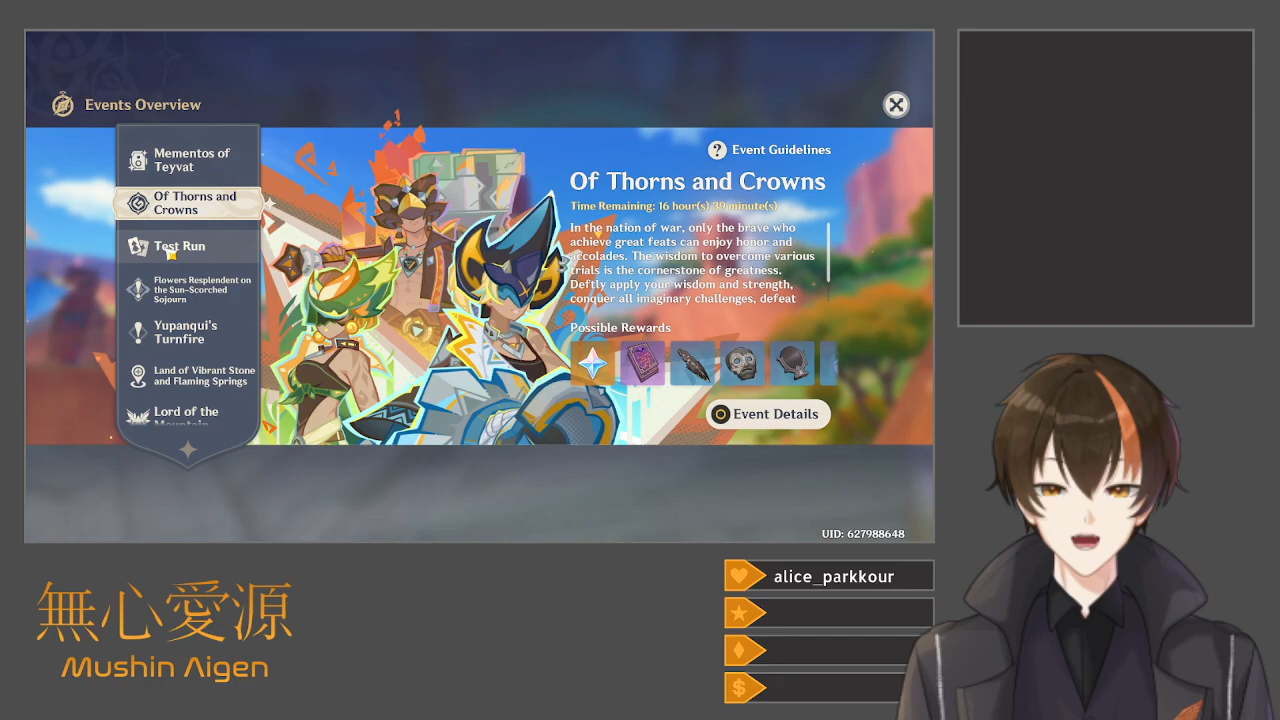 Events Overview
Mementos of
Teyvat
Of Thorns and
Crowns
Test Run
Flowers Resplendent on
the Sun-Scorched
Sojourn
Yupanqui's
Turnfire
Land of Vibrant Stone
and Flaming Springs
Lord of the
Mountain
Event Guidelines
Of Thorns and Crowns
Time Remaining: 16 hour(s) 39 minute(s)
In the nation of war, only the brave who
achieve great feats can enjoy honor and
accolades. The wisdom to overcome various
trials is the cornerstone of greatness.
Deftly apply your wisdom and strength,
conquer all imaginary challenges, defeat
Possible Rewards
Event Details
UID: 627988648
無心愛源
Mushin Aigen
alice_parkkour